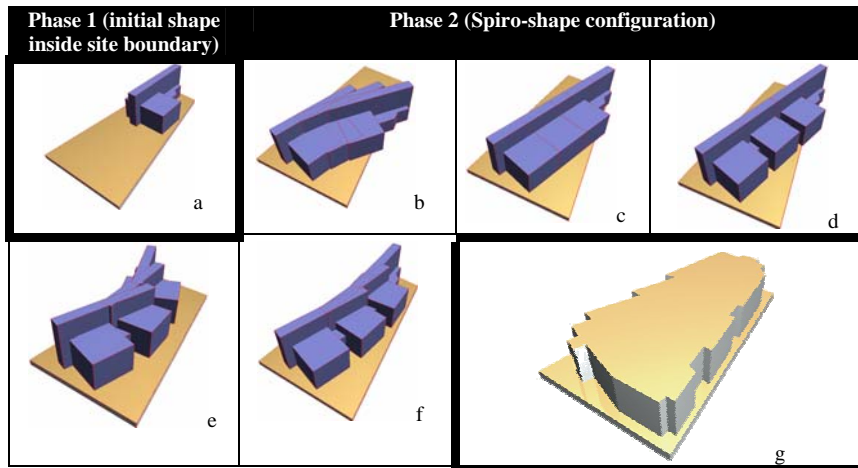 Phase 1 (initial shape
inside site boundary)
Phase 2 (Spiro-shape configuration)
a
b
c
d
e
f
g